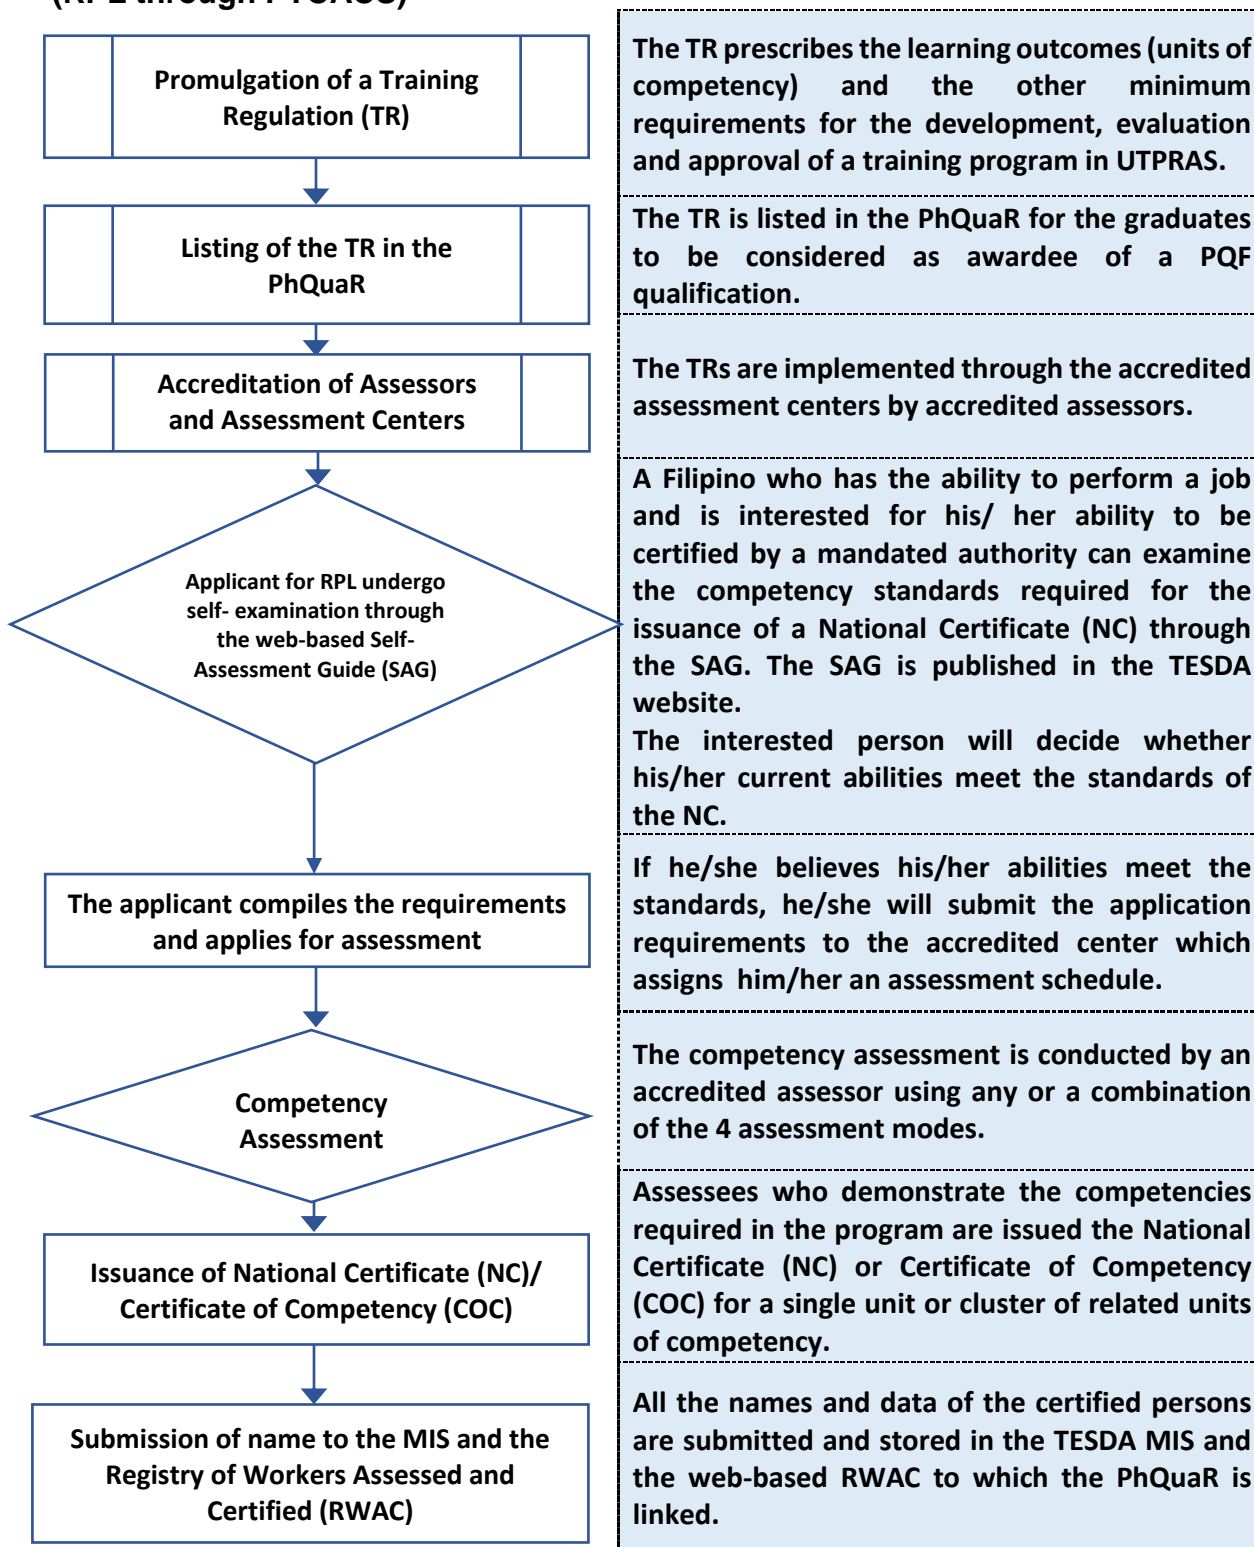 Promulgation of a Training
Regulation (TR)
The TR prescribes the learning outcomes (units of
competency) and the other minimum
requirements for the development, evaluation
and approval of a training program in UTPRAS.
Listing of the TR in the
PhQuaR
The TR is listed in the PhQuaR for the graduates
to be considered as awardee of a PQF
qualification.
Accreditation of Assessors
and Assessment Centers
The TRs are implemented through the accredited
assessment centers by accredited assessors.
Applicant for RPL undergo
self- examination through
the web-based Self-
Assessment Guide (SAG)
A Filipino who has the ability to perform a job
and is interested for his/ her ability to be
certified by a mandated authority can examine
the competency standards required for the
issuance of a National Certificate (NC) through
the SAG. The SAG is published in the TESDA
website.
The interested person will decide whether
his/her current abilities meet the standards of
the NC.
The applicant compiles the requirements
and applies for assessment
If he/she believes his/her abilities meet the
standards, he/she will submit the application
requirements to the accredited center which
assigns him/her an assessment schedule.
Competency
Assessment
The competency assessment is conducted by an
accredited assessor using any or a combination
of the 4 assessment modes.
Issuance of National Certificate (NC)/
Certificate of Competency (COC)
Assessees who demonstrate the competencies
required in the program are issued the National
Certificate (NC) or Certificate of Competency
(COC) for a single unit or cluster of related units
of competency.
Submission of name to the MIS and the
Registry of Workers Assessed and
Certified (RWAC)
All the names and data of the certified persons
are submitted and stored in the TESDA MIS and
the web-based RWAC to which the PhQuaR is
linked.